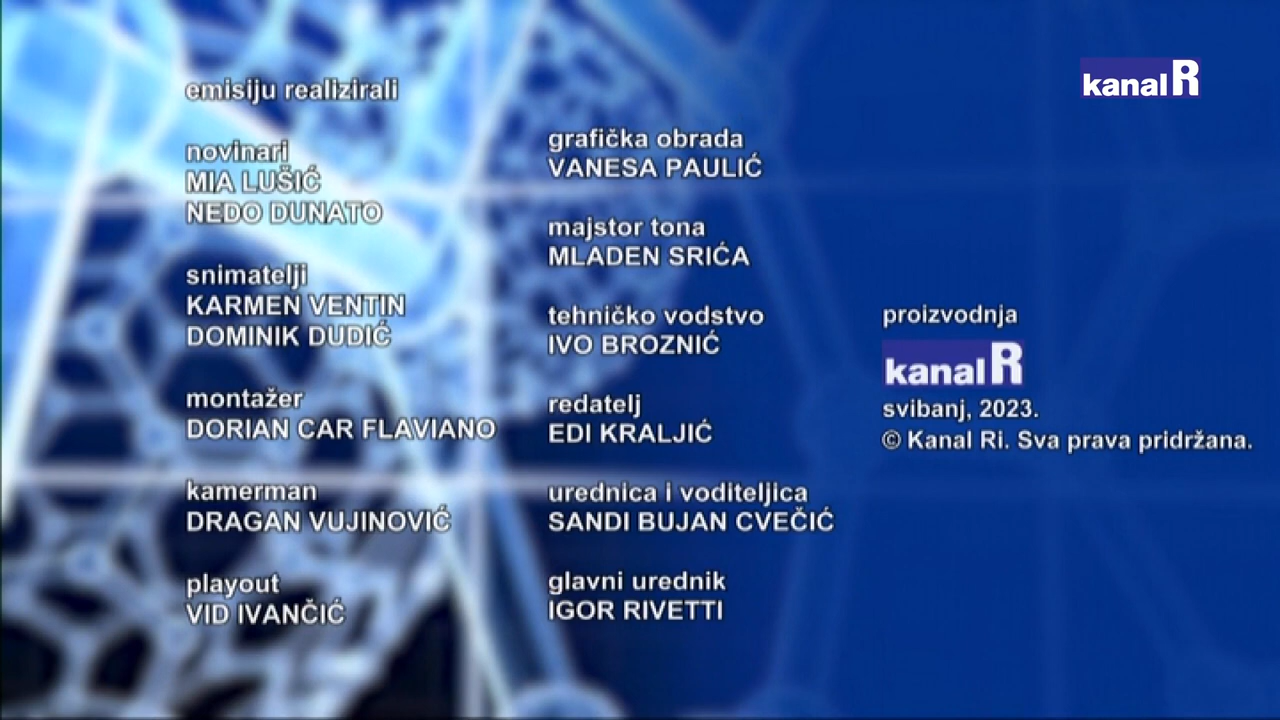 kanal R
emisiju realizirali
novinari
MIA LUŠIĆ
NEDO DUNATO
snimatelji
KARMEN VENTIN
DOMINIK DUDIĆ
montažer
DORIAN CAR FLAVIANO
kamerman
DRAGAN VUJINOVIĆ
playout
VID IVANČIĆ
grafička obrada
VANESA PAULIĆ
majstor tona
MLADEN SRIĆA
tehničko vodstvo
IVO BROZNIĆ
redatelj
EDI KRALJIĆ
urednica i voditeljica
SANDI BUJAN CVEČIĆ
glavni urednik
IGOR RIVETTI
proizvodnja
kanal R
svibanj, 2023.
© Kanal Ri. Sva prava pridržana.